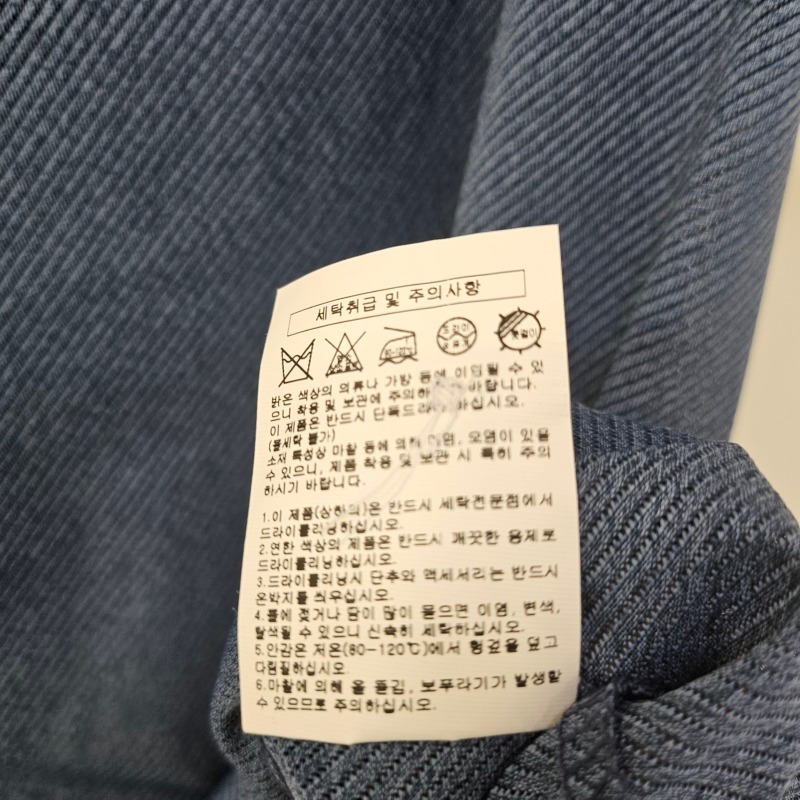 세탁취급 및 주의사항
80-120℃
드라이
옷걸이
밝은 색상의 의류나 가방 등에 이염될 수 있
으니 착용 및 보관에 주의하 바랍니다.
이 제품은 반드시 단독드라이 하십시오.
(물세탁 불가)
소재 특성상 마찰 등에 의해 이염, 오염이 있을
수 있으니, 제품 착용 및 보관 시 특히 주의
하시기 바랍니다.
1.이 제품(상하의)은 반드시 세탁전문점에서
드라이클리닝하십시오.
2.연한 색상의 제품은 반드시 깨끗한 용제로
드라이클리닝하십시오.
3.드라이클리닝시 단추와 액세서리는 반드시
은박지를 씌우십시오.
4.물에 젖거나 땀이 많이 묻으면 이염, 변색,
탈색될 수 있으니 신속히 세탁하십시오.
5.안감은 저온(80-120℃)에서 헝겊을 덮고
다림질하십시오
6.마찰에 의해 올 뜯김, 보푸라기가 발생할
수 있으므로 주의하십시오.